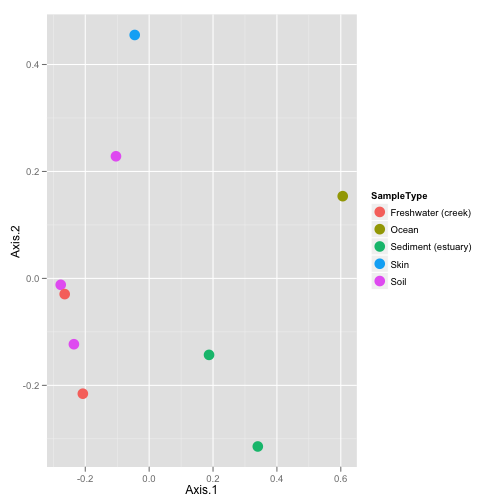 0.4
0.2
0.0
-0.2
Axis.2
-0.2 0.0 0.2 0.4 0.6
Axis.1
SampleType
Freshwater (creek)
Ocean
Sediment (estuary)
Skin
Soil